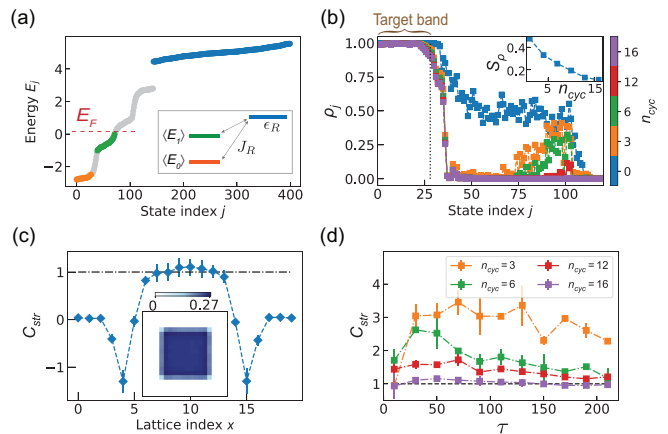 (a)
Energy E_j
4
2
0
−2
E_F
⟨E_1⟩
⟨E_0⟩
ϵ_R
J_R
0
100
200
300
400
State index j
(b)
Target band
ρ_j
1.00
0.75
0.50
0.25
0.00
S_ρ
0.4
0.2
5
15
n_cyc
0
25
50
75
100
State index j
16
12
6
3
0
n_cyc
(c)
C_str
1
0
−1
0
0.27
0
5
10
15
Lattice index x
(d)
n_cyc = 3
n_cyc = 6
n_cyc = 12
n_cyc = 16
C_str
5
4
3
2
1
0
50
100
150
200
τ